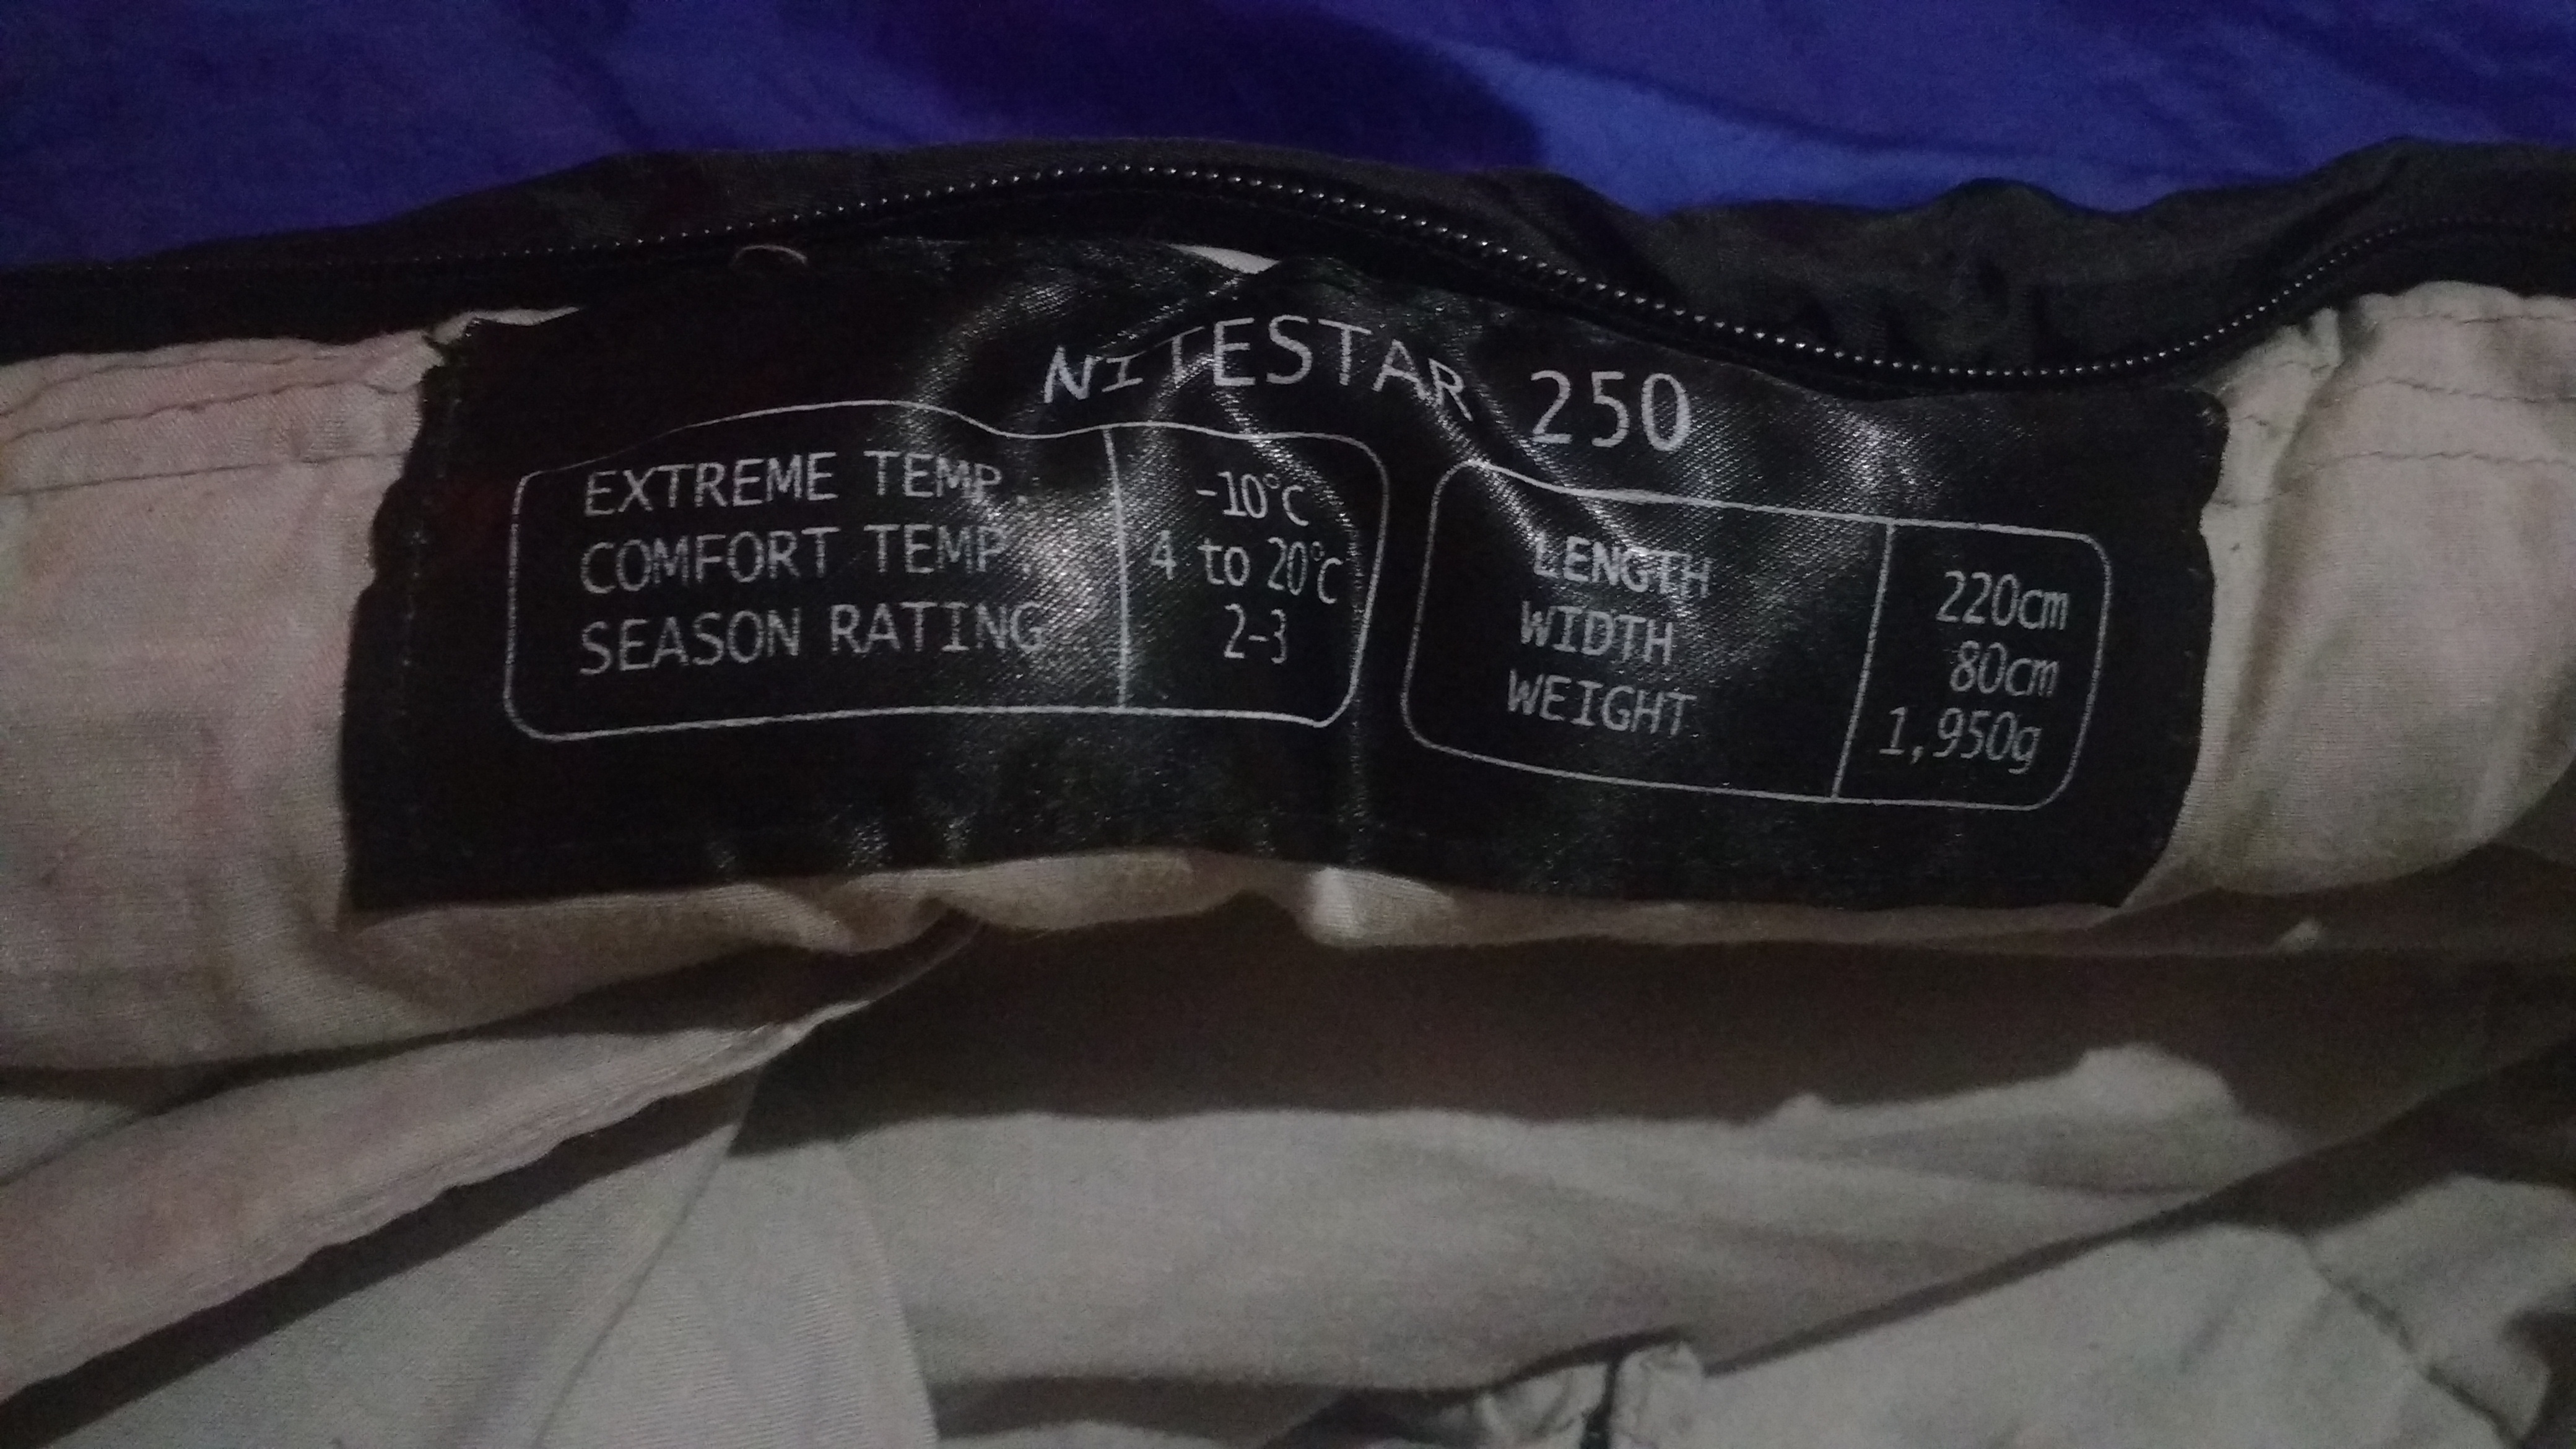 NITESTAR 250
EXTREME TEMP. -10°C
COMFORT TEMP. 4 to 20°C
SEASON RATING 2-3
LENGTH 220cm
WIDTH 80cm
WEIGHT 1,950g